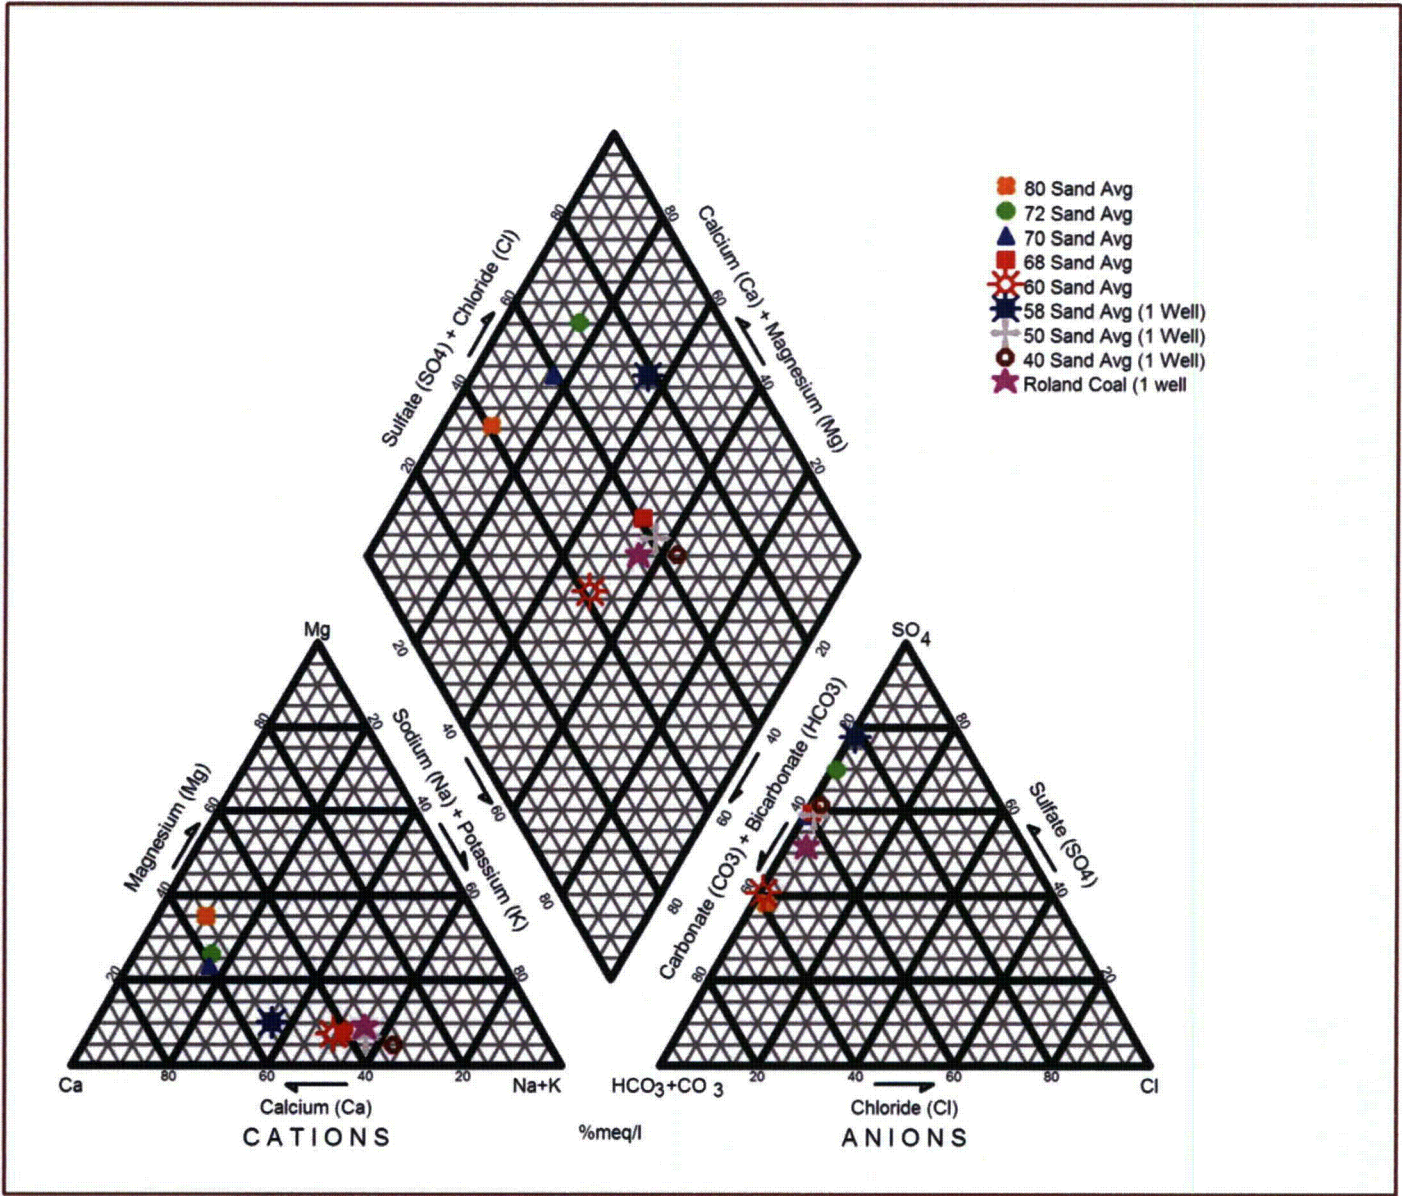 80 Sand Avg
72 Sand Avg
70 Sand Avg
68 Sand Avg
60 Sand Avg
58 Sand Avg (1 Well)
50 Sand Avg (1 Well)
40 Sand Avg (1 Well)
Roland Coal (1 well
80
80
60
60
40
40
20
20
Sulfate (SO4) + Chloride (Cl)
Calcium (Ca) + Magnesium (Mg)
20
20
40
40
60
60
80
80
Sodium (Na) + Potassium (K)
Carbonate (CO3) + Bicarbonate (HCO3)
Mg
80
20
60
40
40
60
20
80
Magnesium (Mg)
Ca
80
60
40
20
Na+K
Calcium (Ca)
CATIONS
%meq/l
SO4
20
80
40
60
60
40
80
20
Sulfate (SO4)
HCO3+CO 3
20
40
60
80
Cl
Chloride (Cl)
ANIONS